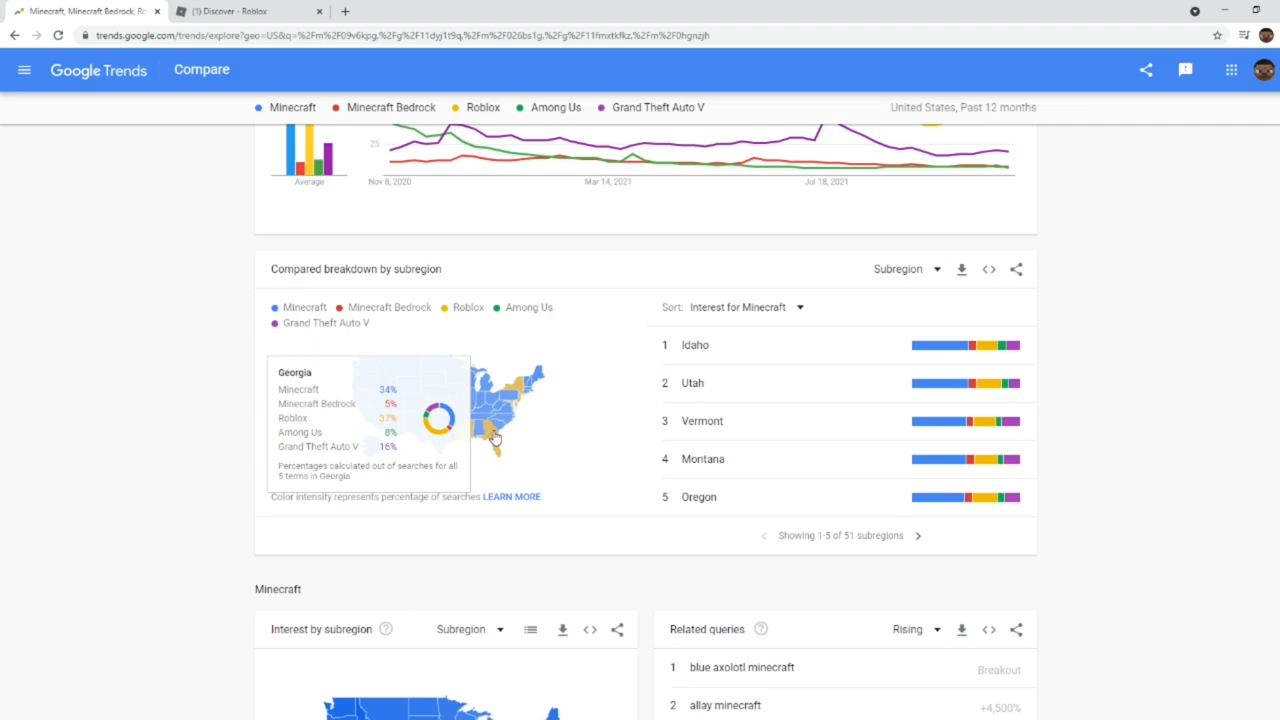 Minecraft, Minecraft Bedrock, Ro
(1) Discover - Roblox
trends.google.com/trends/explore?geo=US&q=%2Fm%2F09v6kpg,%2Fg%2F11dyj1t9q,%2Fm%2F026bs1g,%2Fg%2F11fmxtkfkz,%2Fm%2F0hgnzjh
Google Trends
Compare
Minecraft
Minecraft Bedrock
Roblox
Among Us
Grand Theft Auto V
United States, Past 12 months
25
Average
Nov 8, 2020
Mar 14, 2021
Jul 18, 2021
Compared breakdown by subregion
Subregion
Minecraft
Minecraft Bedrock
Roblox
Among Us
Grand Theft Auto V
Sort: Interest for Minecraft
Georgia
Minecraft 34%
Minecraft Bedrock 5%
Roblox 37%
Among Us 8%
Grand Theft Auto V 16%
Percentages calculated out of searches for all
5 terms in Georgia
Color intensity represents percentage of searches LEARN MORE
1 Idaho
2 Utah
3 Vermont
4 Montana
5 Oregon
Showing 1-5 of 51 subregions
Minecraft
Interest by subregion
Subregion
Related queries
Rising
1 blue axolotl minecraft
Breakout
2 allay minecraft
+4,500%